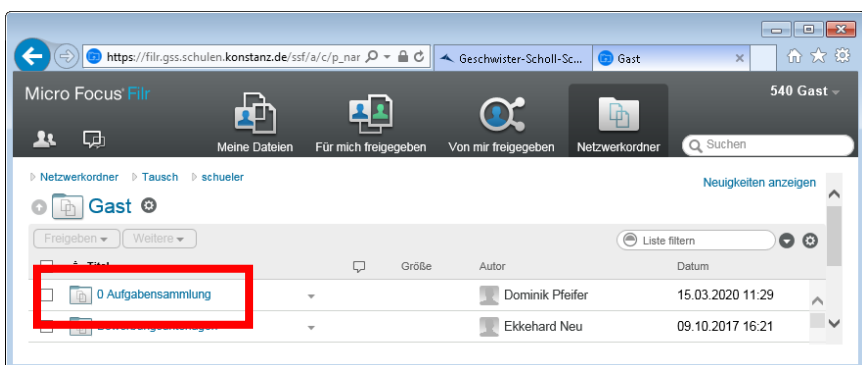 https://filr.gss.schulen.konstanz.de/ssf/a/c/p_nar
Geschwister-Scholl-Sc...
Gast
Micro Focus Filr
540 Gast
Meine Dateien
Für mich freigegeben
Von mir freigegeben
Netzwerkordner
Suchen
Netzwerkordner Tausch schueler
Neuigkeiten anzeigen
Gast
Freigeben Weitere
Liste filtern
Titel Größe Autor Datum
0 Aufgabensammlung Dominik Pfeifer 15.03.2020 11:29
Ekkehard Neu 09.10.2017 16:21